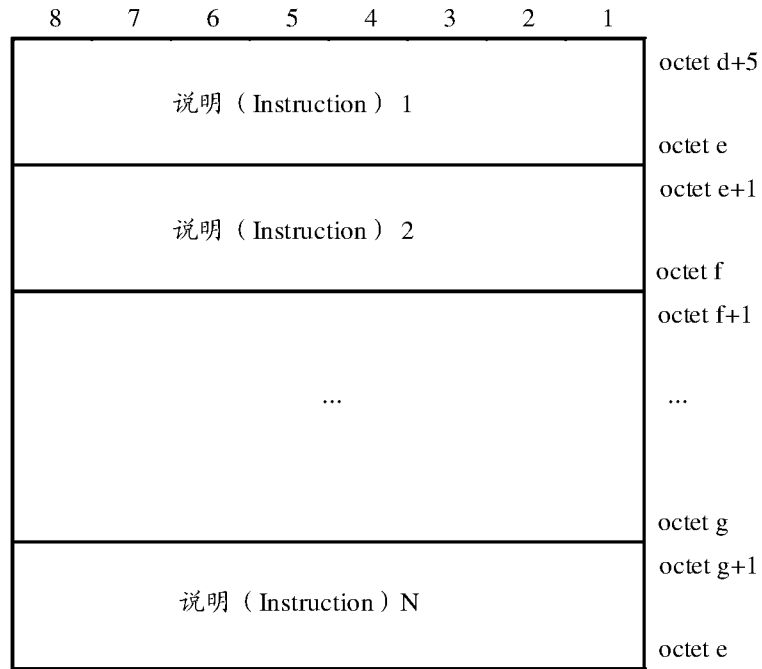 8 7 6 5 4 3 2 1
octet d+5
说明（Instruction） 1
octet e
octet e+1
说明（Instruction） 2
octet f
octet f+1
... ...
octet g
octet g+1
说明（Instruction）N
octet e